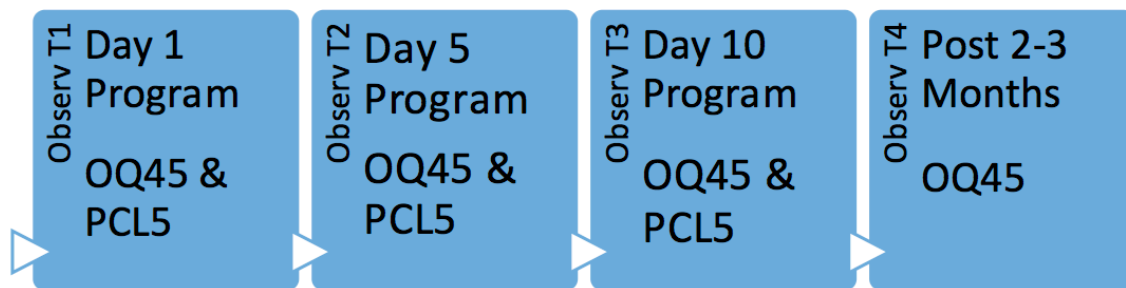 Observ T1
Day 1
Program
OQ45 &
PCL5
Observ T2
Day 5
Program
OQ45 &
PCL5
Observ T3
Day 10
Program
OQ45 &
PCL5
Observ T4
Post 2-3
Months
OQ45